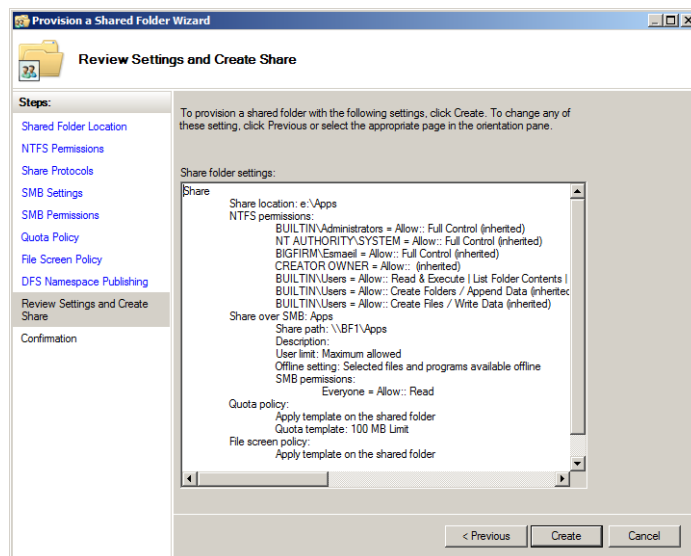 Provision a Shared Folder Wizard
Review Settings and Create Share
Steps:
Shared Folder Location
NTFS Permissions
Share Protocols
SMB Settings
SMB Permissions
Quota Policy
File Screen Policy
DFS Namespace Publishing
Review Settings and Create
Share
Confirmation
To provision a shared folder with the following settings, click Create. To change any of
these setting, click Previous or select the appropriate page in the orientation pane.
Share folder settings:
Share
Share location: e:\Apps
NTFS permissions:
BUILTIN\Administrators = Allow:: Full Control (inherited)
NT AUTHORITY\SYSTEM = Allow:: Full Control (inherited)
BIGFIRM\Esmaeil = Allow:: Full Control (inherited)
CREATOR OWNER = Allow:: (inherited)
BUILTIN\Users = Allow:: Read & Execute | List Folder Contents |
BUILTIN\Users = Allow:: Create Folders / Append Data (inherited
BUILTIN\Users = Allow:: Create Files / Write Data (inherited)
Share over SMB: Apps
Share path: \\BF1\Apps
Description:
User limit: Maximum allowed
Offline setting: Selected files and programs available offline
SMB permissions:
Everyone = Allow:: Read
Quota policy:
Apply template on the shared folder
Quota template: 100 MB Limit
File screen policy:
Apply template on the shared folder
< Previous
Create
Cancel